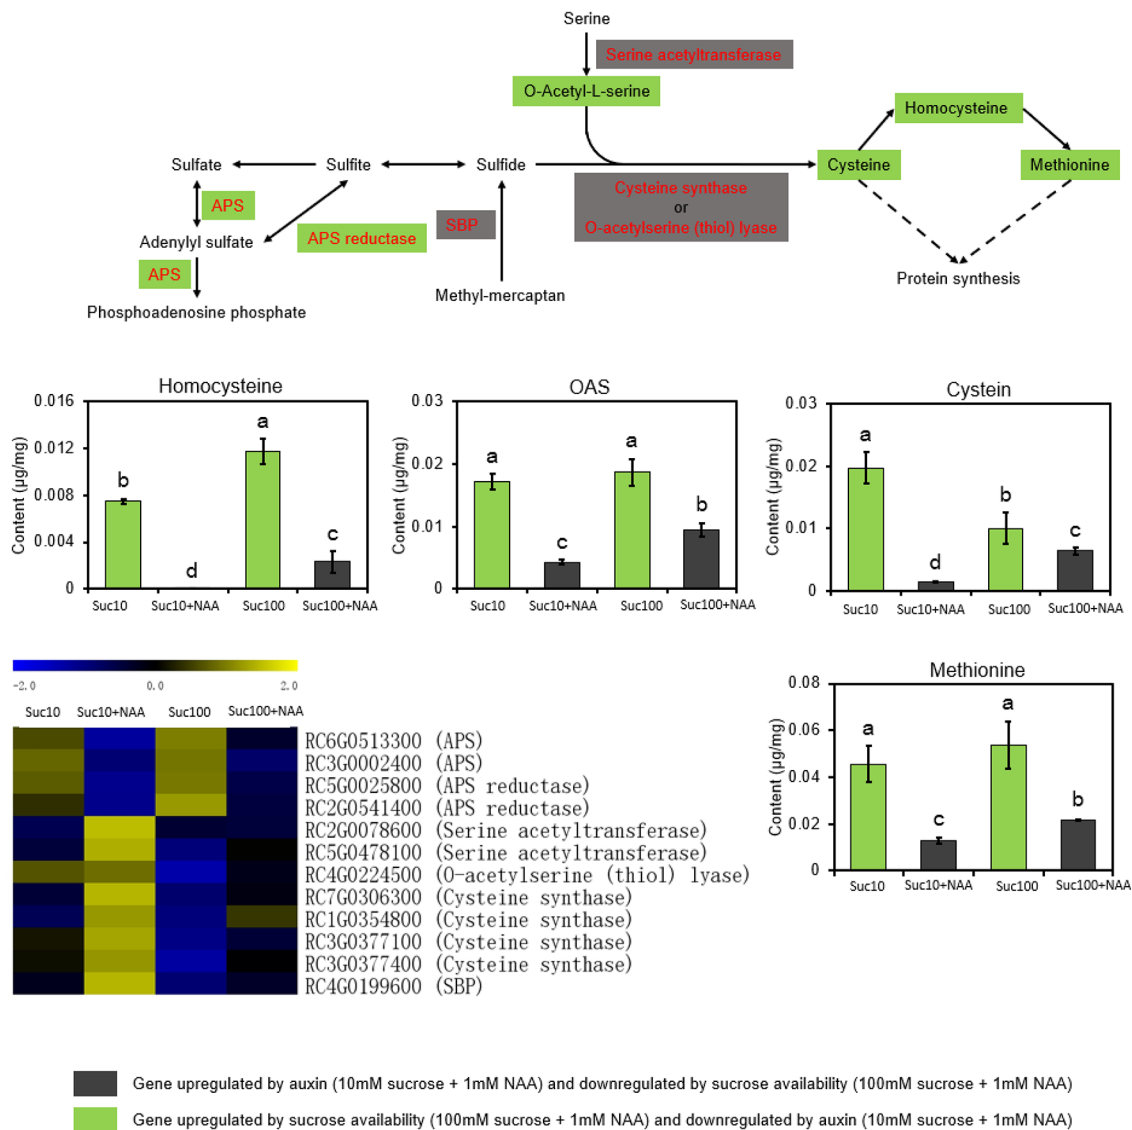 Serine
Serine acetyltransferase
O-Acetyl-L-serine
Homocysteine
Sulfate
Sulfite
Sulfide
Cysteine
Methionine
Cysteine synthase
or
O-acetylserine (thiol) lyase
APS
SBP
APS reductase
Adenylyl sulfate
APS
Protein synthesis
Methyl-mercaptan
Phosphoadenosine phosphate
Homocysteine
Content (µg/mg)
0.016
0.012
0.008
0.004
0
b
d
a
c
Suc10
Suc10+NAA
Suc100
Suc100+NAA
OAS
Content (µg/mg)
0.03
0.02
0.01
0
a
c
a
b
Suc10
Suc10+NAA
Suc100
Suc100+NAA
Cystein
Content (µg/mg)
0.03
0.02
0.01
0
a
d
b
c
Suc10
Suc10+NAA
Suc100
Suc100+NAA
-2.0 0.0 2.0
Suc10 Suc10+NAA Suc100 Suc100+NAA
RC6G0513300 (APS)
RC3G0002400 (APS)
RC5G0025800 (APS reductase)
RC2G0541400 (APS reductase)
RC2G0078600 (Serine acetyltransferase)
RC5G0478100 (Serine acetyltransferase)
RC4G0224500 (O-acetylserine (thiol) lyase)
RC7G0306300 (Cysteine synthase)
RC1G0354800 (Cysteine synthase)
RC3G0377100 (Cysteine synthase)
RC3G0377400 (Cysteine synthase)
RC4G0199600 (SBP)
Methionine
Content (µg/mg)
0.08
0.06
0.04
0.02
0
a
c
a
b
Suc10
Suc10+NAA
Suc100
Suc100+NAA
Gene upregulated by auxin (10mM sucrose + 1mM NAA) and downregulated by sucrose availability (100mM sucrose + 1mM NAA)
Gene upregulated by sucrose availability (100mM sucrose + 1mM NAA) and downregulated by auxin (10mM sucrose + 1mM NAA)